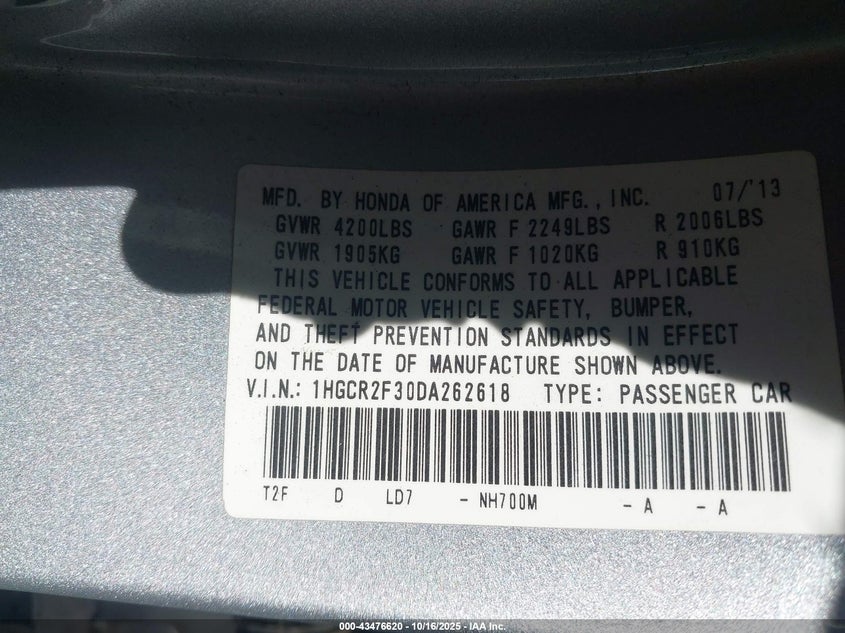 MFD. BY HONDA OF AMERICA MFG., INC. 07/'13
GVWR 4200LBS GAWR F 2249LBS R 2006LBS
GVWR 1905KG GAWR F 1020KG R 910KG
THIS VEHICLE CONFORMS TO ALL APPLICABLE
FEDERAL MOTOR VEHICLE SAFETY, BUMPER,
AND THEFT PREVENTION STANDARDS IN EFFECT
ON THE DATE OF MANUFACTURE SHOWN ABOVE.
V.I.N.: 1HGCR2F30DA262618 TYPE: PASSENGER CAR
T2F D LD7 - NH700M - A - A
000-43476620 - 10/16/2025 - IAA Inc.